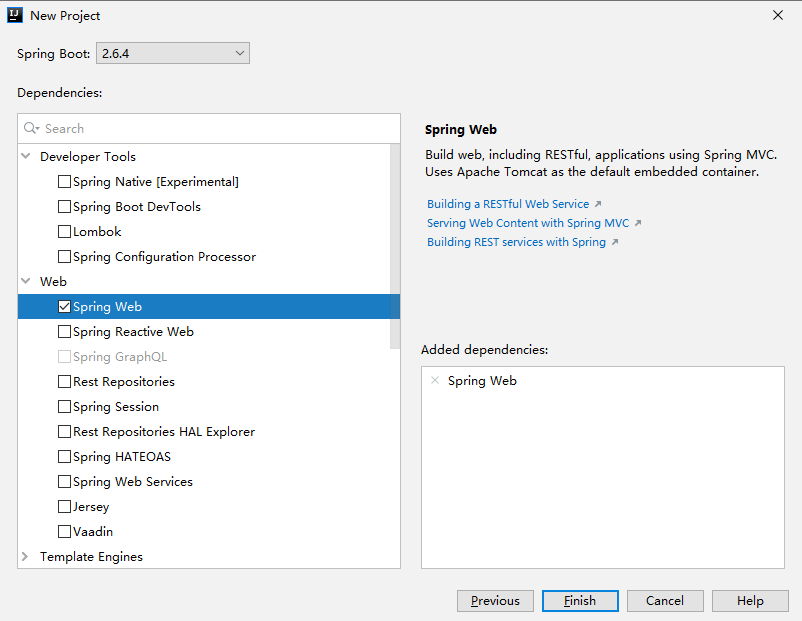 New Project
Spring Boot: 2.6.4
Dependencies:
Search
Developer Tools
Spring Native [Experimental]
Spring Boot DevTools
Lombok
Spring Configuration Processor
Web
Spring Web
Spring Reactive Web
Spring GraphQL
Rest Repositories
Spring Session
Rest Repositories HAL Explorer
Spring HATEOAS
Spring Web Services
Jersey
Vaadin
Template Engines
Spring Web
Build web, including RESTful, applications using Spring MVC.
Uses Apache Tomcat as the default embedded container.
Building a RESTful Web Service
Serving Web Content with Spring MVC
Building REST services with Spring
Added dependencies:
Spring Web
Previous Finish Cancel Help